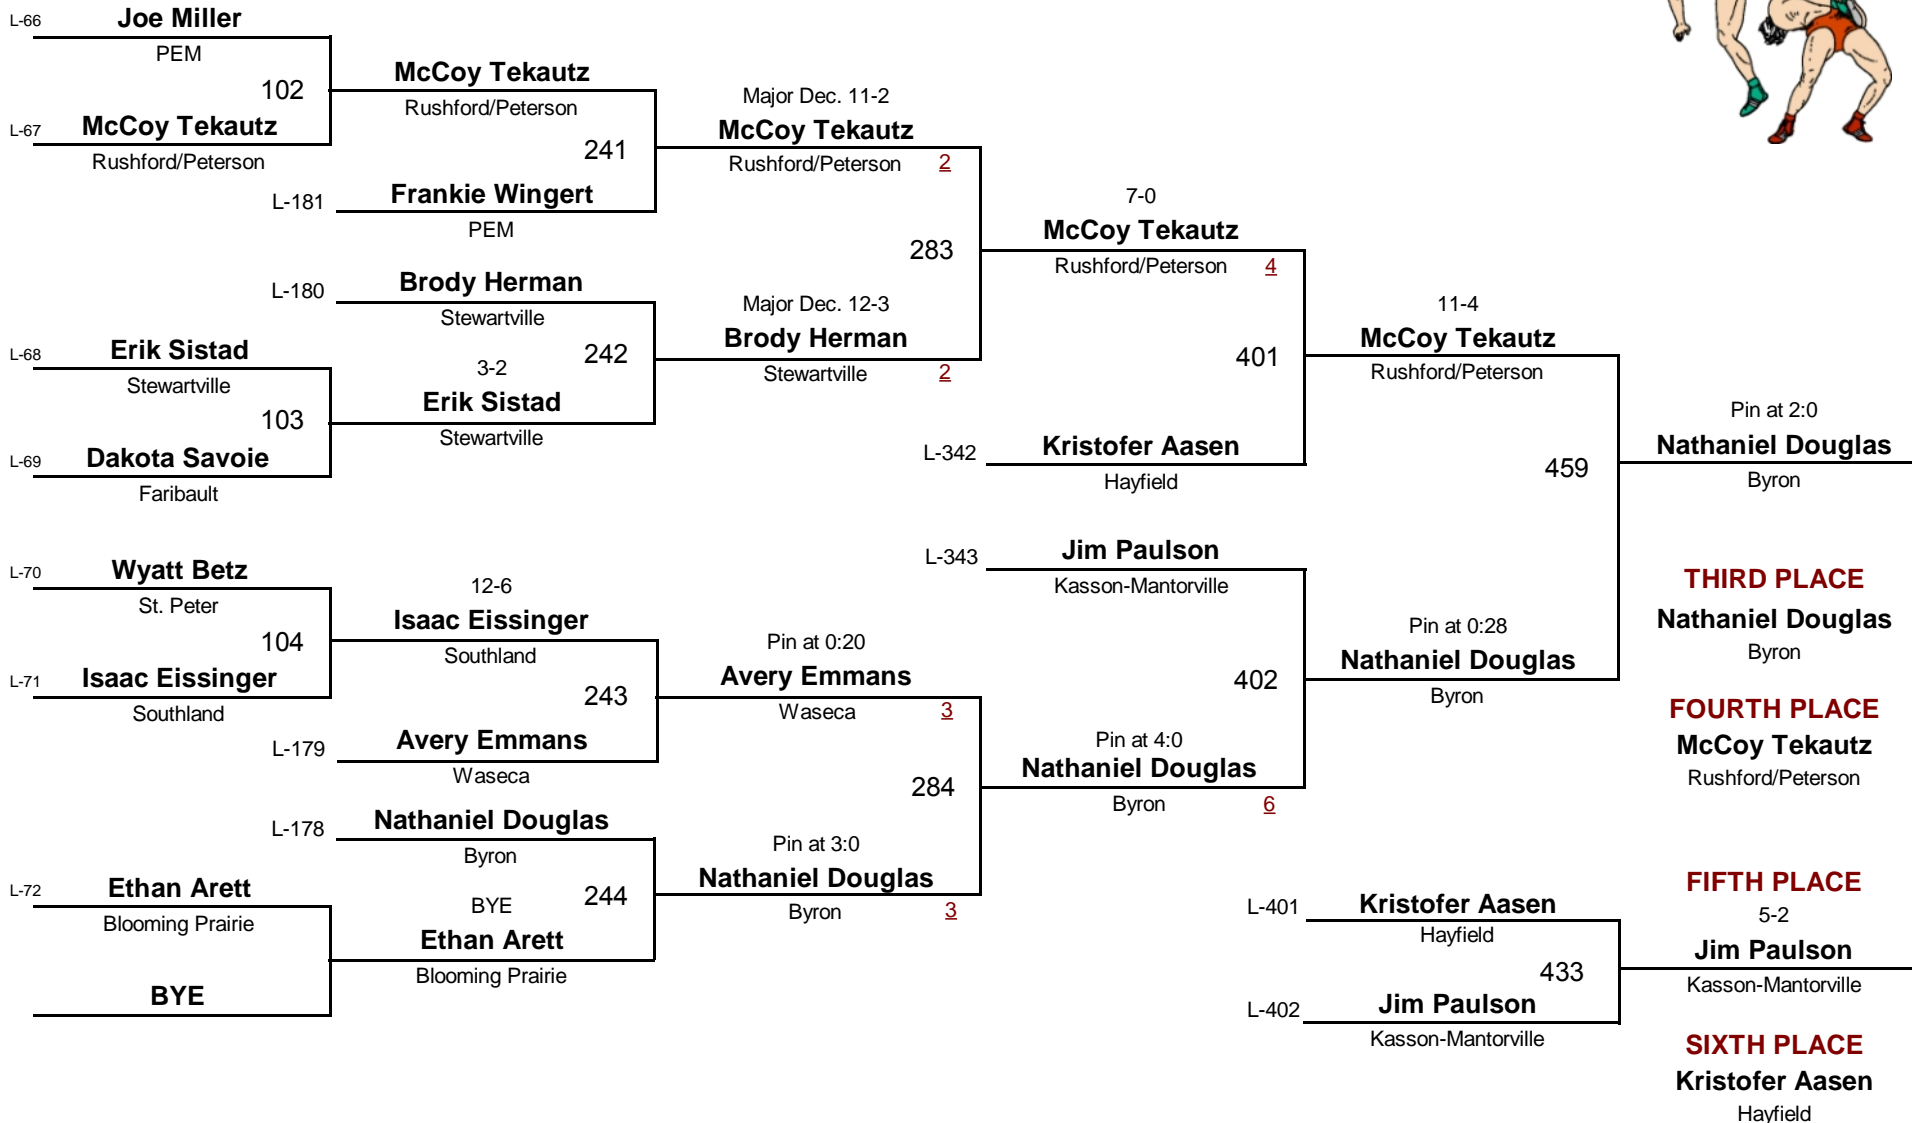 L-66
Joe Miller
PEM
102
L-67
McCoy Tekautz
Rushford/Peterson
McCoy Tekautz
Rushford/Peterson
241
L-181
Frankie Wingert
PEM
Major Dec. 11-2
McCoy Tekautz
Rushford/Peterson 2
L-180
Brody Herman
Stewartville
L-68
Erik Sistad
Stewartville
103
L-69
Dakota Savoie
Faribault
3-2
Erik Sistad
Stewartville
242
Major Dec. 12-3
Brody Herman
Stewartville 2
283
7-0
McCoy Tekautz
Rushford/Peterson 4
401
L-342
Kristofer Aasen
Hayfield
11-4
McCoy Tekautz
Rushford/Peterson
459
Pin at 2:0
Nathaniel Douglas
Byron
L-70
Wyatt Betz
St. Peter
104
L-71
Isaac Eissinger
Southland
12-6
Isaac Eissinger
Southland
243
L-179
Avery Emmans
Waseca
Pin at 0:20
Avery Emmans
Waseca 3
L-178
Nathaniel Douglas
Byron
L-72
Ethan Arett
Blooming Prairie
BYE
BYE
Ethan Arett
Blooming Prairie
244
Pin at 3:0
Nathaniel Douglas
Byron 3
284
L-343
Jim Paulson
Kasson-Mantorville
402
Pin at 4:0
Nathaniel Douglas
Byron 6
Pin at 0:28
Nathaniel Douglas
Byron
THIRD PLACE
Nathaniel Douglas
Byron
FOURTH PLACE
McCoy Tekautz
Rushford/Peterson
L-401
Kristofer Aasen
Hayfield
433
L-402
Jim Paulson
Kasson-Mantorville
FIFTH PLACE
5-2
Jim Paulson
Kasson-Mantorville
SIXTH PLACE
Kristofer Aasen
Hayfield